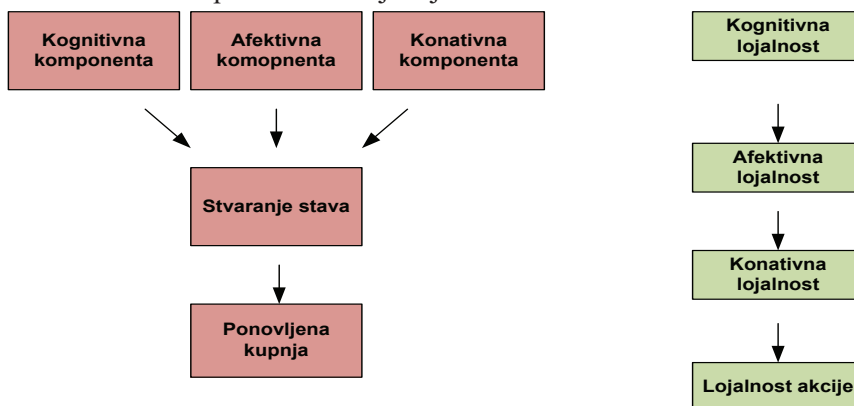 Kognitivna
komponenta
Afektivna
komopnenta
Konativna
komponenta
Stvaranje stava
Ponovljena
kupnja
Kognitivna
lojalnost
Afektivna
lojalnost
Konativna
lojalnost
Lojalnost akcije